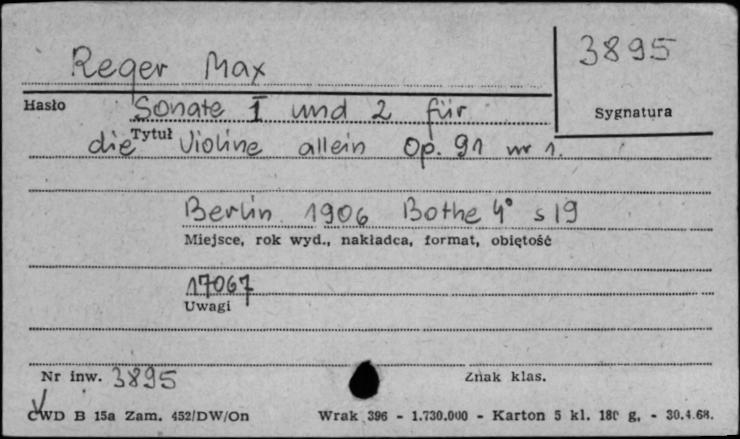 3895
Reger Max
Hasło
Sonate I und 2 für
Sygnatura
Tytuł
die Violine allein Op. 91 nr 1.
Berlin 1906 Bothe 4° s 19
Miejsce, rok wyd., nakładca, format, objętość
17067
Uwagi
Nr inw. 3895 Znak klas.
CWD B 15a Zam. 452/DW/On Wrak 396 - 1.730.000 - Karton 5 kl. 180 g, - 30.4.68.